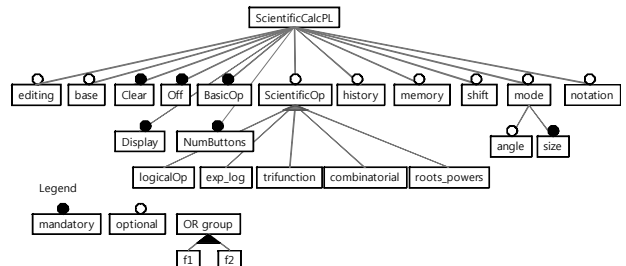 ScientificCalcPL
editing base Clear Off BasicOp ScientificOp history memory shift mode notation
Display NumButtons angle size
logicalOp exp_log trifunction combinatorial roots_powers
Legend
mandatory optional OR group
f1 f2